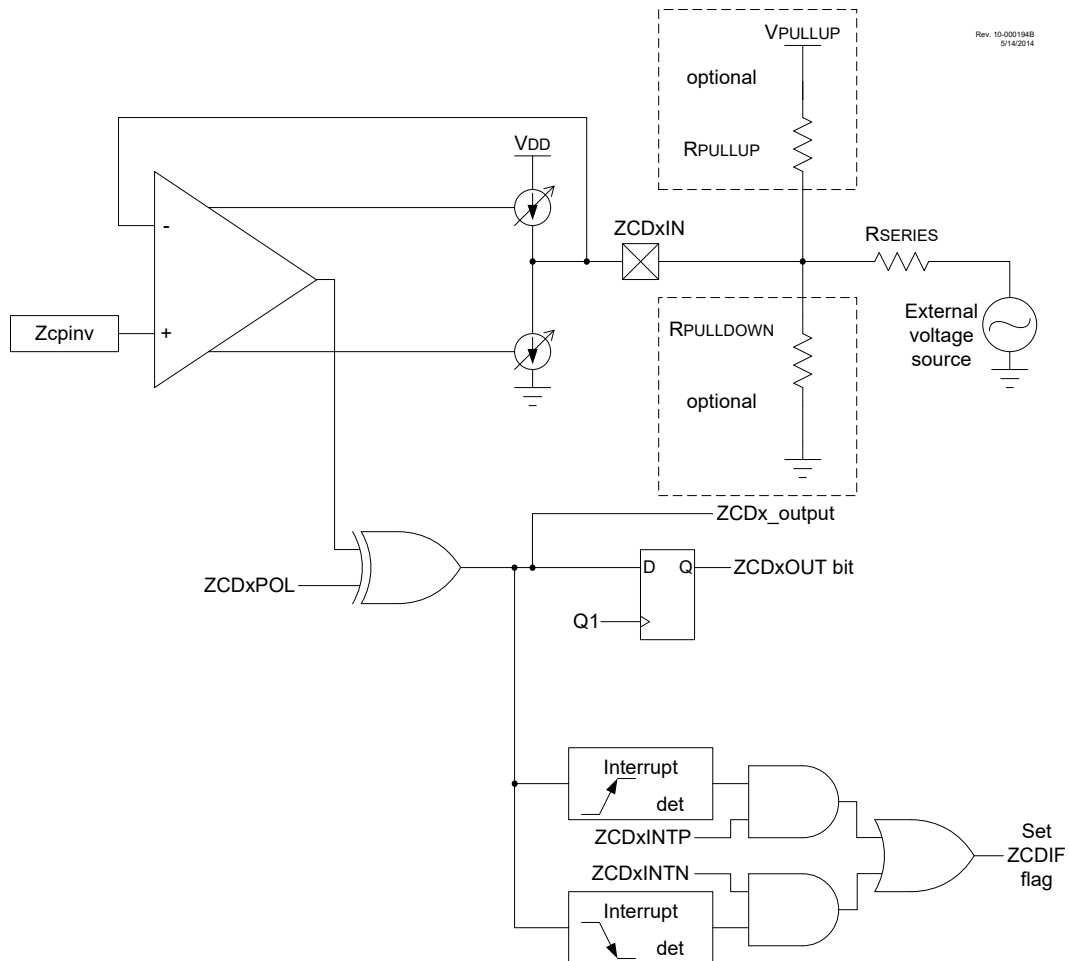 Rev. 10-000194B
5/14/2014
VPULLUP
optional
RPULLUP
VDD
ZCDxIN
RSERIES
-
Zcpinv
+
RPULLDOWN
optional
External
voltage
source
ZCDx_output
D Q
ZCDxOUT bit
ZCDxPOL
Q1
Interrupt
det
ZCDxINTP
ZCDxINTN
Interrupt
det
Set
ZCDIF
flag